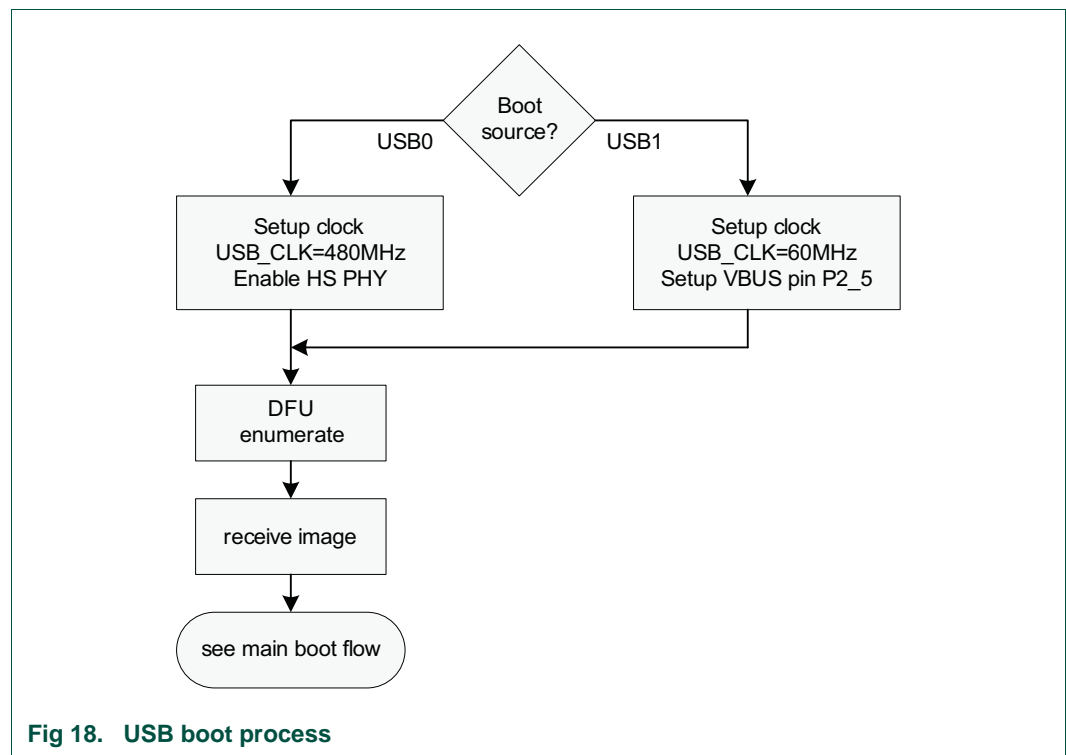 Boot
source?
USB0
USB1
Setup clock
USB_CLK=480MHz
Enable HS PHY
Setup clock
USB_CLK=60MHz
Setup VBUS pin P2_5
DFU
enumerate
receive image
see main boot flow
Fig 18. USB boot process